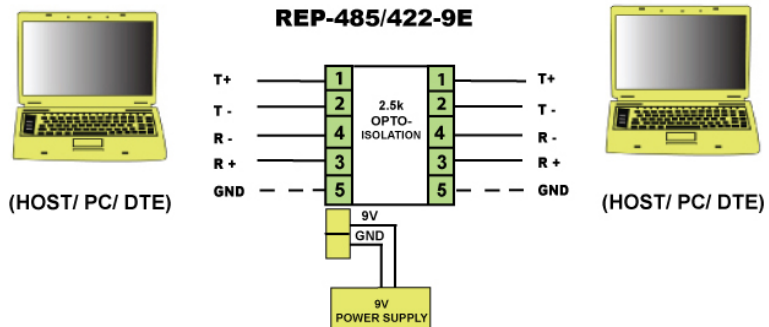 REP-485/422-9E
T+ 1 1 T+
T - 2 2 T -
2.5k
OPTO-
ISOLATION
R - 4 4 R -
R + 3 3 R +
GND 5 5 GND
(HOST/ PC/ DTE) (HOST/ PC/ DTE)
9V
GND
9V
POWER SUPPLY